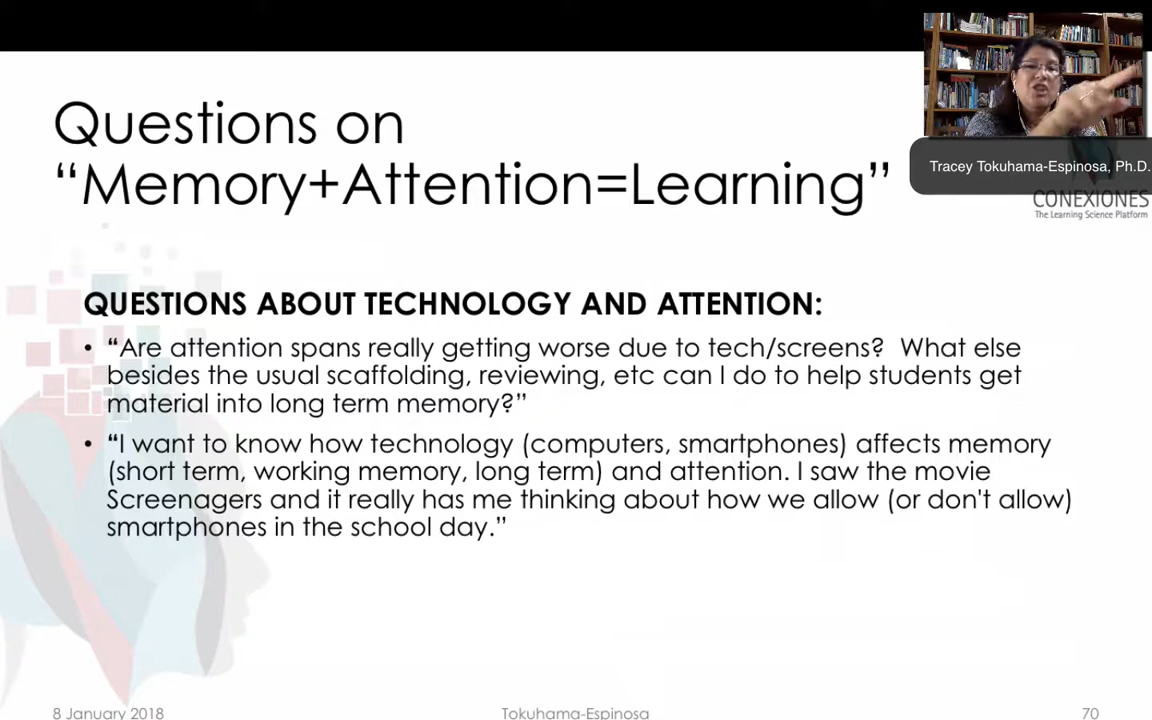 Questions on
“Memory+Attention=Learning”
Tracey Tokuhama-Espinosa, Ph.D.
CONEXIONES
The Learning Science Platform
QUESTIONS ABOUT TECHNOLOGY AND ATTENTION:
• “Are attention spans really getting worse due to tech/screens?  What else
besides the usual scaffolding, reviewing, etc can I do to help students get
material into long term memory?”
• “I want to know how technology (computers, smartphones) affects memory
(short term, working memory, long term) and attention. I saw the movie
Screenagers and it really has me thinking about how we allow (or don't allow)
smartphones in the school day.”
8 January 2018
Tokuhama-Espinosa
70